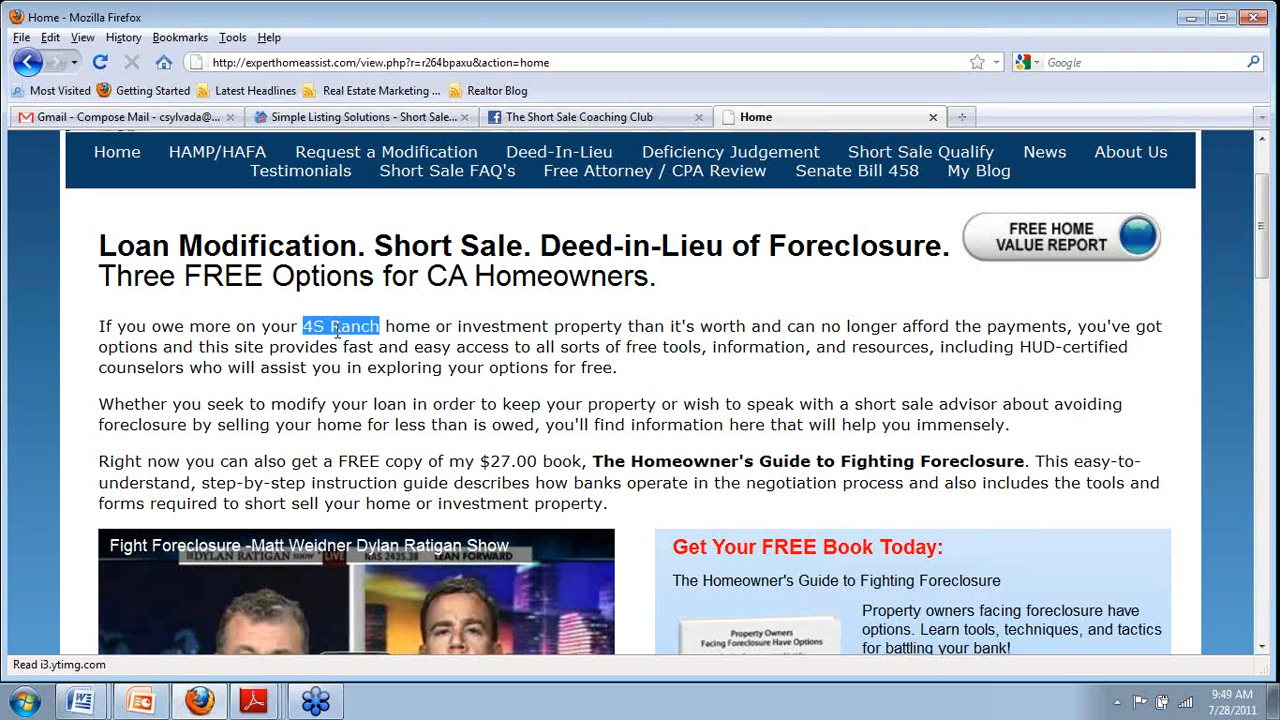 Home - Mozilla Firefox
File Edit View History Bookmarks Tools Help
http://experthomeassist.com/view.php?r=r264bpaxu&action=home
Google
Most Visited Getting Started Latest Headlines Real Estate Marketing ... Realtor Blog
Gmail - Compose Mail - csylvada@... Simple Listing Solutions - Short Sale... The Short Sale Coaching Club Home
Home HAMP/HAFA Request a Modification Deed-In-Lieu Deficiency Judgement Short Sale Qualify News About Us
Testimonials Short Sale FAQ's Free Attorney / CPA Review Senate Bill 458 My Blog
FREE HOME
VALUE REPORT
Loan Modification. Short Sale. Deed-in-Lieu of Foreclosure.
Three FREE Options for CA Homeowners.
If you owe more on your 4S Ranch home or investment property than it's worth and can no longer afford the payments, you've got
options and this site provides fast and easy access to all sorts of free tools, information, and resources, including HUD-certified
counselors who will assist you in exploring your options for free.
Whether you seek to modify your loan in order to keep your property or wish to speak with a short sale advisor about avoiding
foreclosure by selling your home for less than is owed, you'll find information here that will help you immensely.
Right now you can also get a FREE copy of my $27.00 book, The Homeowner's Guide to Fighting Foreclosure. This easy-to-
understand, step-by-step instruction guide describes how banks operate in the negotiation process and also includes the tools and
forms required to short sell your home or investment property.
Fight Foreclosure -Matt Weidner Dylan Ratigan Show
DYLAN RATIGAN
LIVE
NAS 2435.38
LEAN FORWARD
Get Your FREE Book Today:
The Homeowner's Guide to Fighting Foreclosure
Property Owners
Facing Foreclosure Have Options
Property owners facing foreclosure have
options. Learn tools, techniques, and tactics
for battling your bank!
Read i3.ytimg.com
9:49 AM
7/28/2011